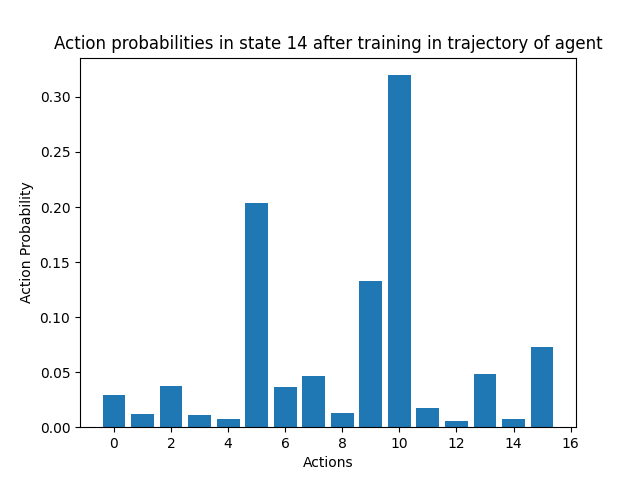 Action probabilities in state 14 after training in trajectory of agent
0.30
0.25
0.20
0.15
0.10
0.05
0.00
Action Probability
0 2 4 6 8 10 12 14 16
Actions